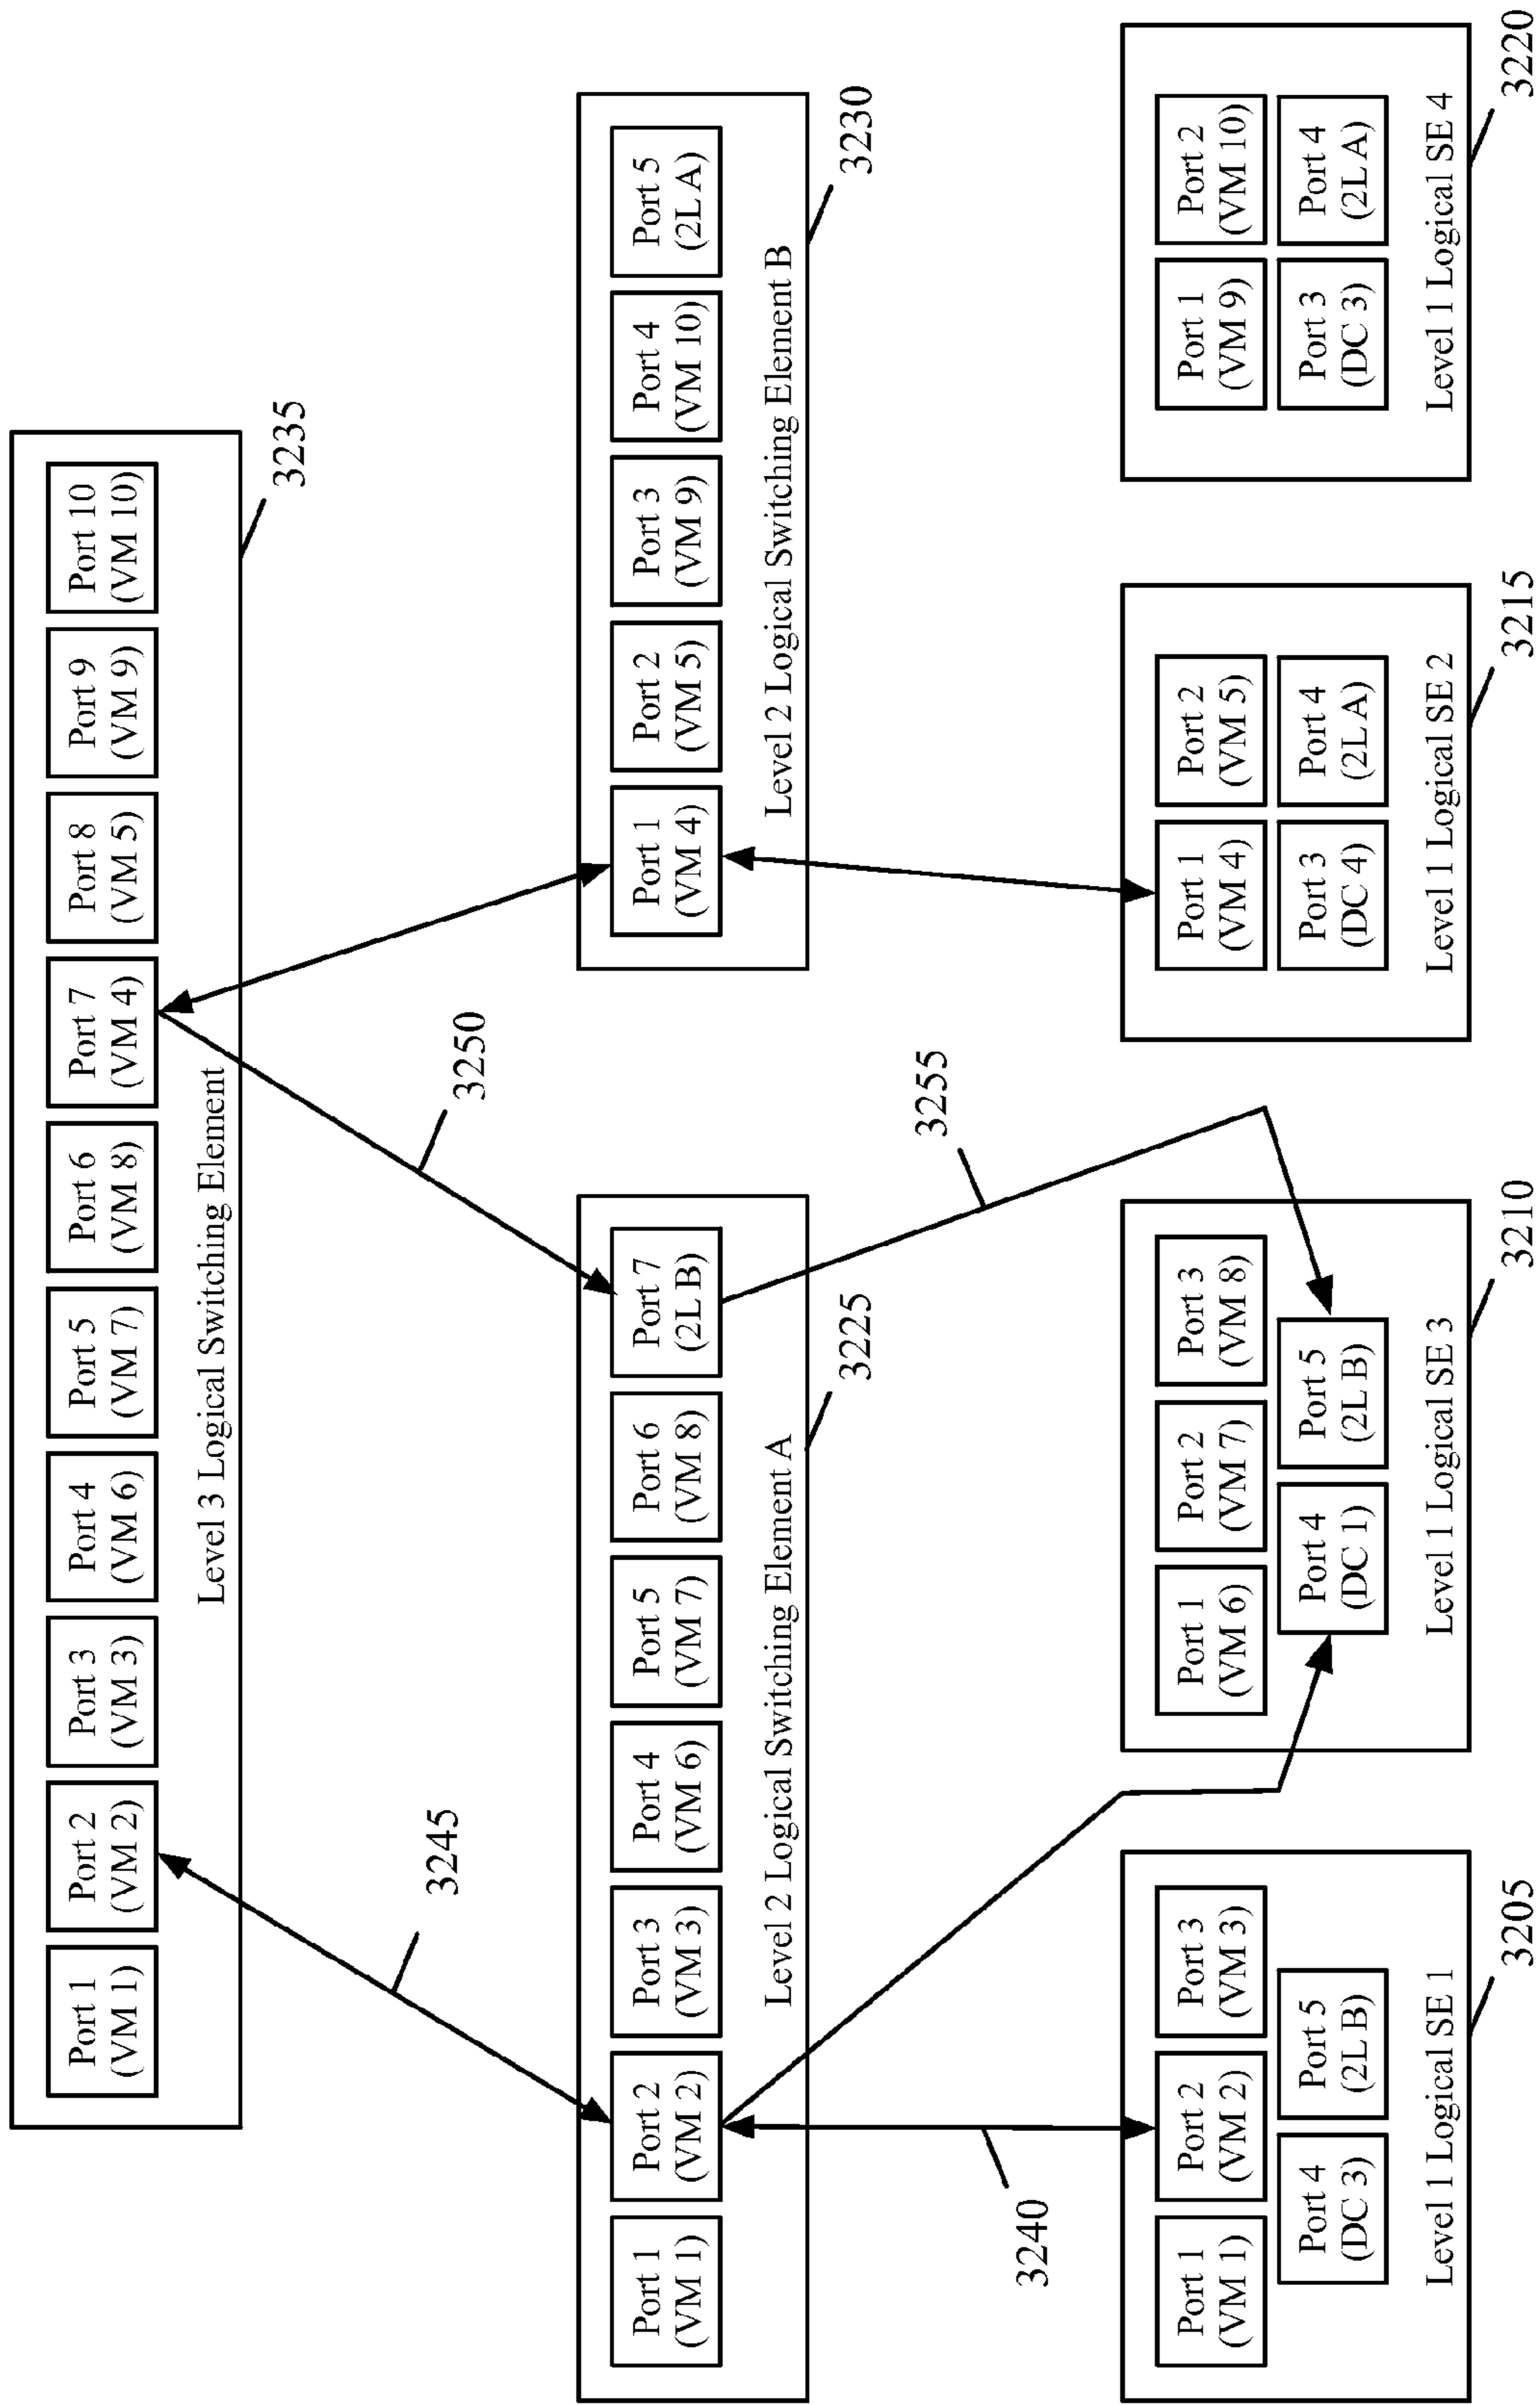 Port 1
(VM 1)
Port 2
(VM 2)
Port 3
(VM 3)
Port 4
(VM 6)
Port 5
(VM 7)
Port 6
(VM 8)
Port 7
(VM 4)
Port 8
(VM 5)
Port 9
(VM 9)
Port 10
(VM 10)
Level 3 Logical Switching Element
3235
3245
3250
Port 1
(VM 1)
Port 2
(VM 2)
Port 3
(VM 3)
Port 4
(VM 6)
Port 5
(VM 7)
Port 6
(VM 8)
Port 7
(2L B)
Level 2 Logical Switching Element A
3225
Port 1
(VM 4)
Port 2
(VM 5)
Port 3
(VM 9)
Port 4
(VM 10)
Port 5
(2L A)
Level 2 Logical Switching Element B
3230
3240
3255
Port 1
(VM 1)
Port 2
(VM 2)
Port 3
(VM 3)
Port 4
(DC 3)
Port 5
(2L B)
Level 1 Logical SE 1
3205
Port 1
(VM 6)
Port 2
(VM 7)
Port 3
(VM 8)
Port 4
(DC 1)
Port 5
(2L B)
Level 1 Logical SE 3
3210
Port 1
(VM 4)
Port 2
(VM 5)
Port 3
(DC 4)
Port 4
(2L A)
Level 1 Logical SE 2
3215
Port 1
(VM 9)
Port 2
(VM 10)
Port 3
(DC 3)
Port 4
(2L A)
Level 1 Logical SE 4
3220